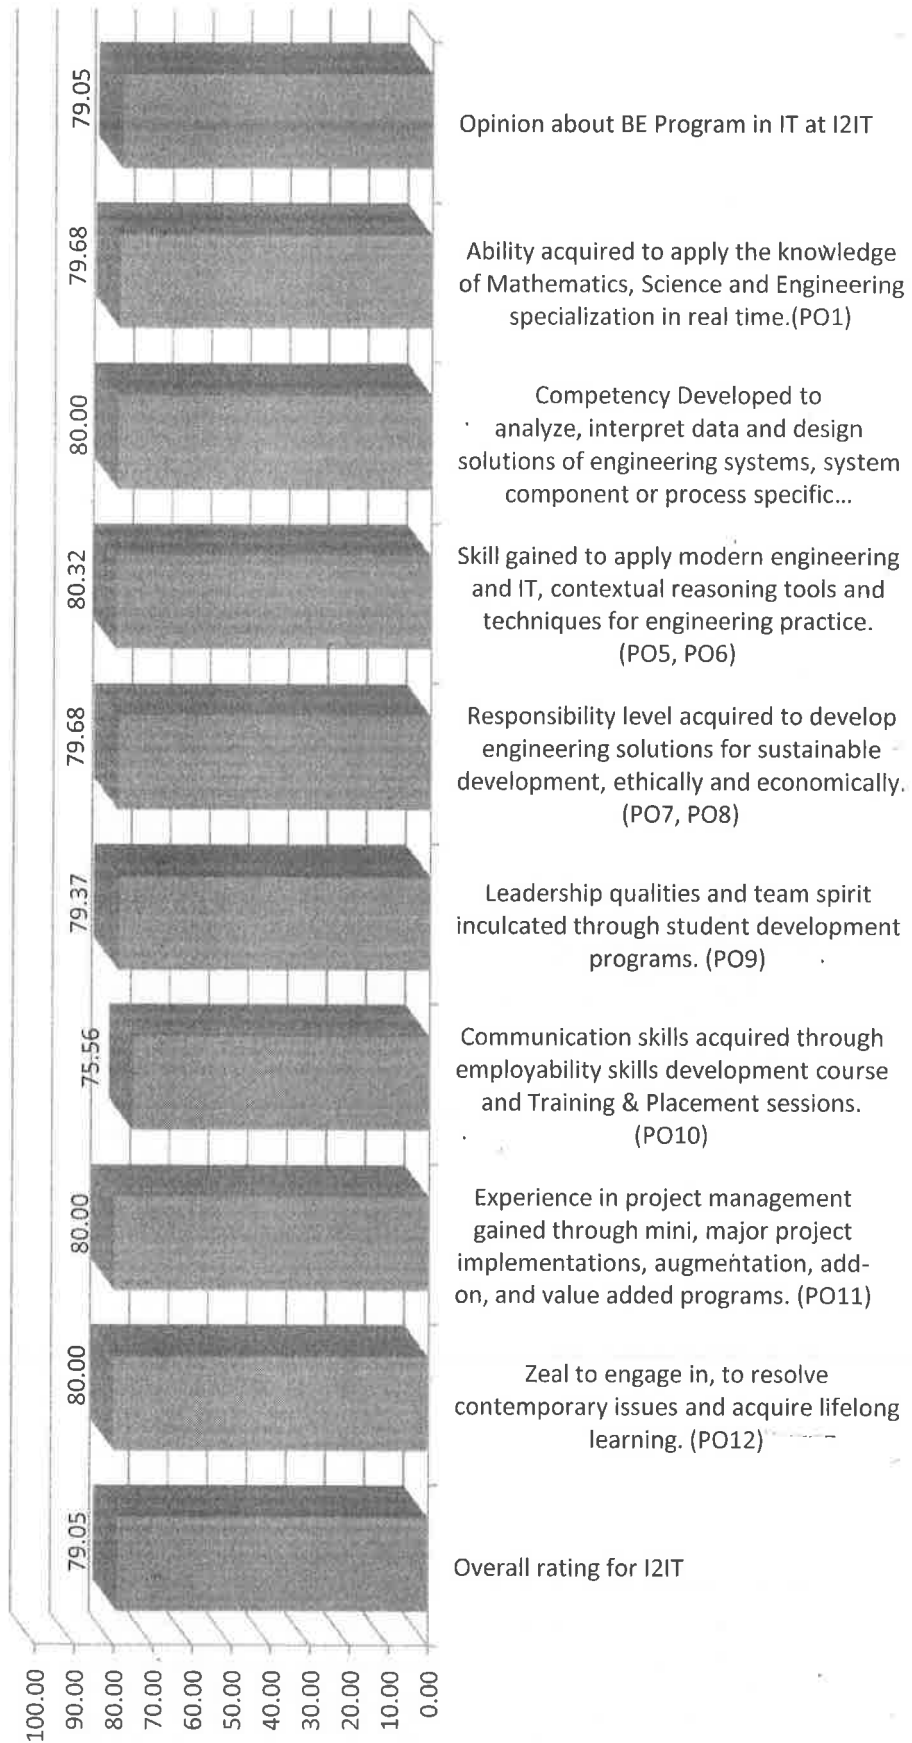 79.05
Opinion about BE Program in IT at I2IT
79.68
Ability acquired to apply the knowledge
of Mathematics, Science and Engineering
specialization in real time.(PO1)
80.00
Competency Developed to
analyze, interpret data and design
solutions of engineering systems, system
component or process specific...
80.32
Skill gained to apply modern engineering
and IT, contextual reasoning tools and
techniques for engineering practice.
(PO5, PO6)
79.68
Responsibility level acquired to develop
engineering solutions for sustainable
development, ethically and economically.
(PO7, PO8)
79.37
Leadership qualities and team spirit
inculcated through student development
programs. (PO9)
75.56
Communication skills acquired through
employability skills development course
and Training & Placement sessions.
(PO10)
80.00
Experience in project management
gained through mini, major project
implementations, augmentation, add-
on, and value added programs. (PO11)
80.00
Zeal to engage in, to resolve
contemporary issues and acquire lifelong
learning. (PO12)
79.05
Overall rating for I2IT
100.00
90.00
80.00
70.00
60.00
50.00
40.00
30.00
20.00
10.00
0.00